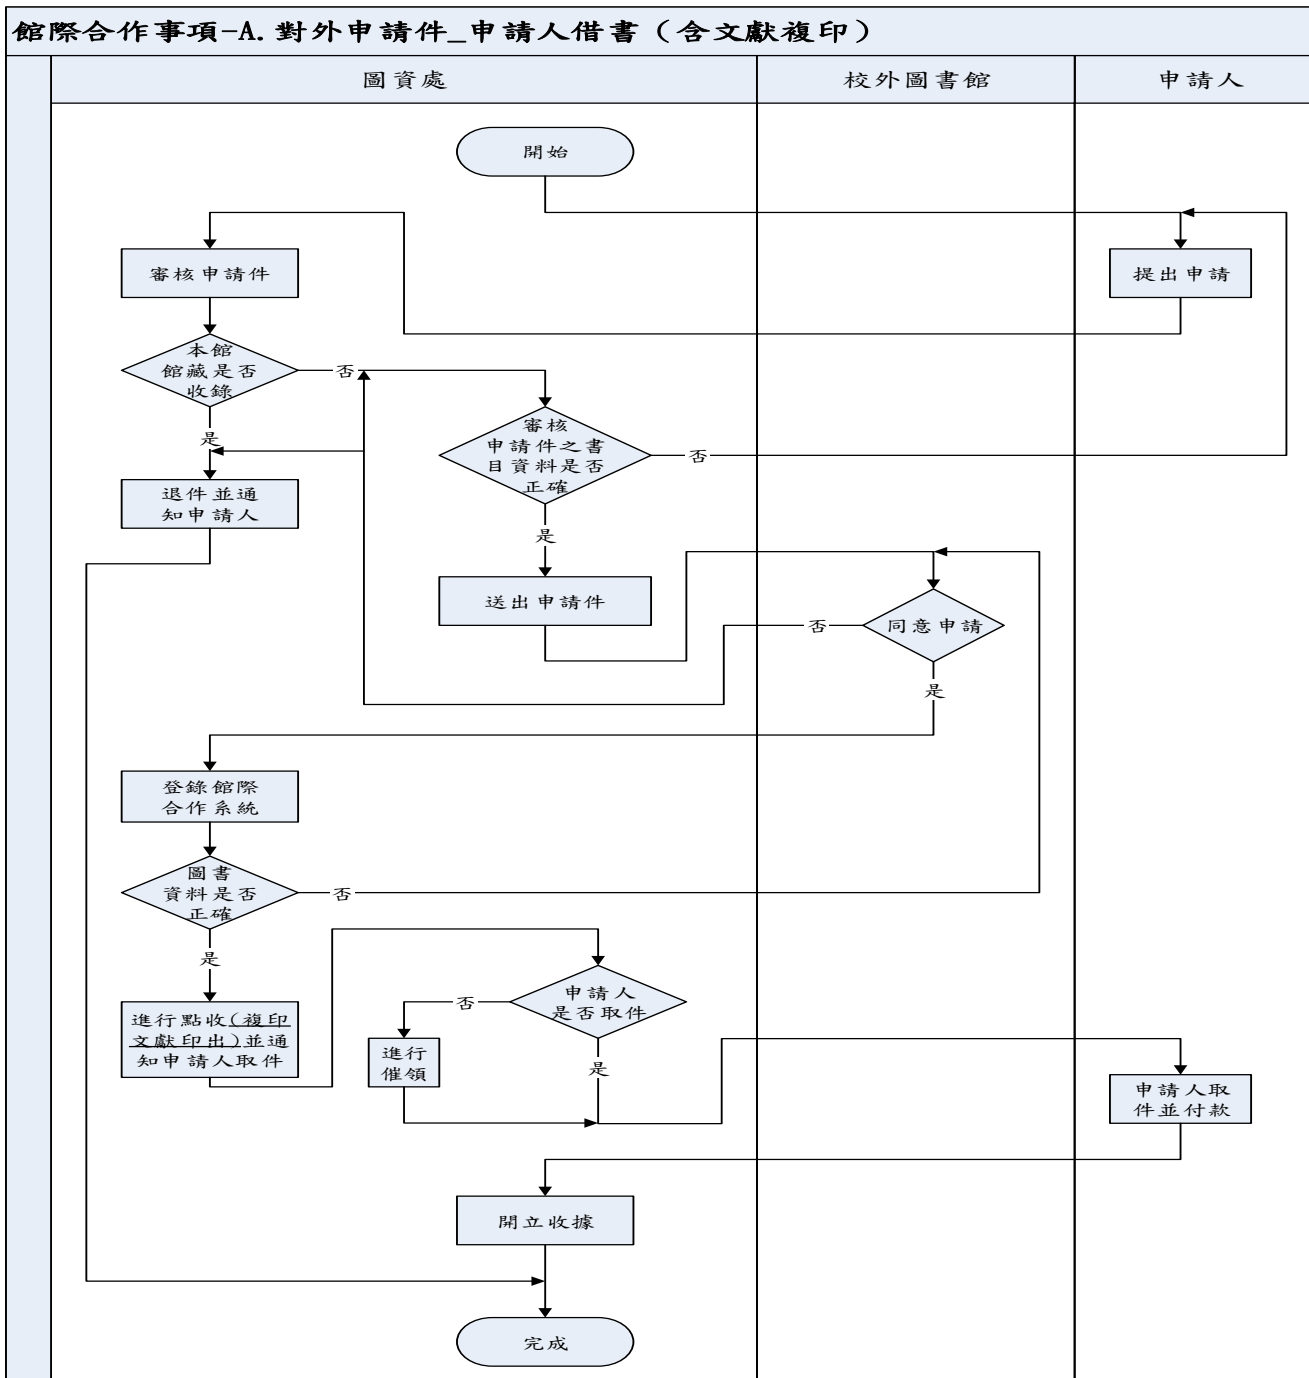 館際合作事項-A.對外申請件_申請人借書（含文獻複印）
圖資處
校外圖書館
申請人
開始
審核申請件
提出申請
本館
館藏是否
收錄
否
是
審核
申請件之書
目資料是否
正確
否
退件並通
知申請人
是
送出申請件
否
同意申請
是
登錄館際
合作系統
圖書
資料是否
正確
否
是
進行點收(複印
文獻印出)並通
知申請人取件
申請人
是否取件
否
進行
催領
是
申請人取
件並付款
開立收據
完成